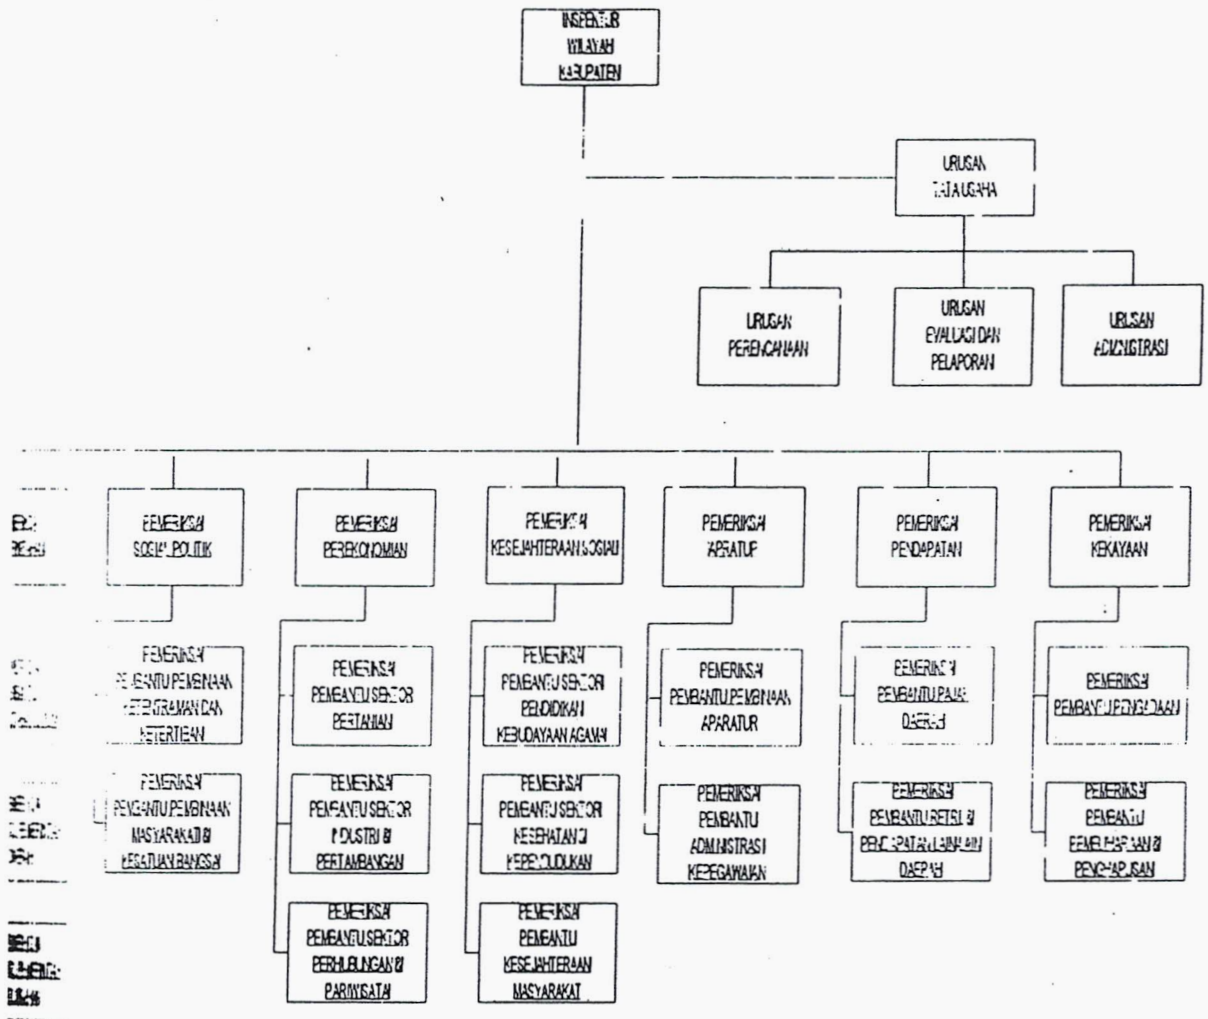 INSPEKTUR
WILAYAH
KABUPATEN
URUSAN
TATA USAHA
URUSAN
PERENCANAAN
URUSAN
EVALUASI DAN
PELAPORAN
URUSAN
ADMINISTRASI
PEMERIKSA
SOSIAL POLITIK
PEMERIKSA
PEREKONOMIAN
PEMERIKSA
KESEJAHTERAAN SOSIAL
PEMERIKSA
APRATUR
PEMERIKSA
PENDAPATAN
PEMERIKSA
KEKAYAAN
PEMERIKSA
PEMBANTU PEMBINAAN
KETENTRAMAN DAN
KETERTIBAN
PEMERIKSA
PEMBANTU SEKTOR
PERTANIAN
PEMERIKSA
PEMBANTU SEKTOR
PENDIDIKAN
KEBUDAYAAN AGAMA
PEMERIKSA
PEMBANTU PEMBINAAN
APARATUR
PEMERIKSA
PEMBANTU PAJAK
DAERAH
PEMERIKSA
PEMBANTU PENGADAAN
PEMERIKSA
PEMBANTU PEMBINAAN
MASYARAKAT
KESATUAN BANGSA
PEMERIKSA
PEMBANTU SEKTOR
INDUSTRI
PERTAMBANGAN
PEMERIKSA
PEMBANTU SEKTOR
KESEHATAN
KEPENDUDUKAN
PEMERIKSA
PEMBANTU
ADMINISTRASI
KEPEGAWAIAN
PEMERIKSA
PEMBANTU
PENDAPATAN LAIN-LAIN
DAERAH
PEMERIKSA
PEMBANTU
PEMELIHARAAN
PENGHAPUSAN
PEMERIKSA
PEMBANTU SEKTOR
PERHUBUNGAN
PARIWISATA
PEMERIKSA
PEMBANTU
KESEJAHTERAAN
MASYARAKAT